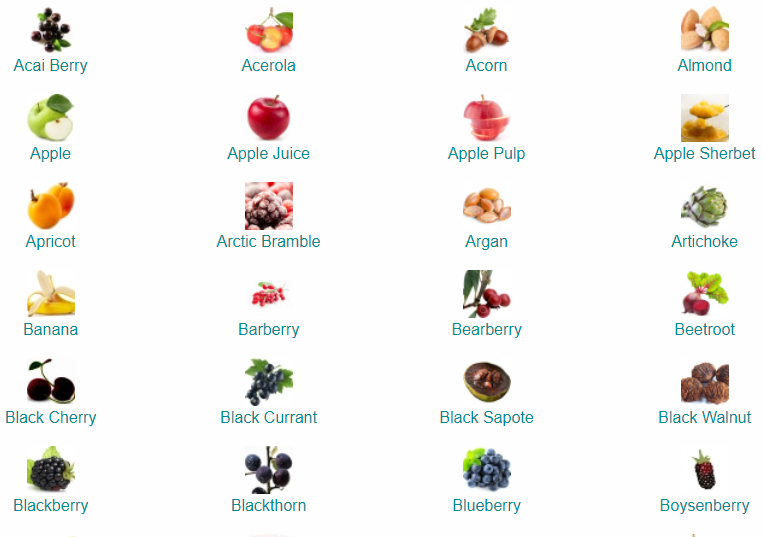 Acai Berry
Acerola
Acorn
Almond
Apple
Apple Juice
Apple Pulp
Apple Sherbet
Apricot
Arctic Bramble
Argan
Artichoke
Banana
Barberry
Bearberry
Beetroot
Black Cherry
Black Currant
Black Sapote
Black Walnut
Blackberry
Blackthorn
Blueberry
Boysenberry